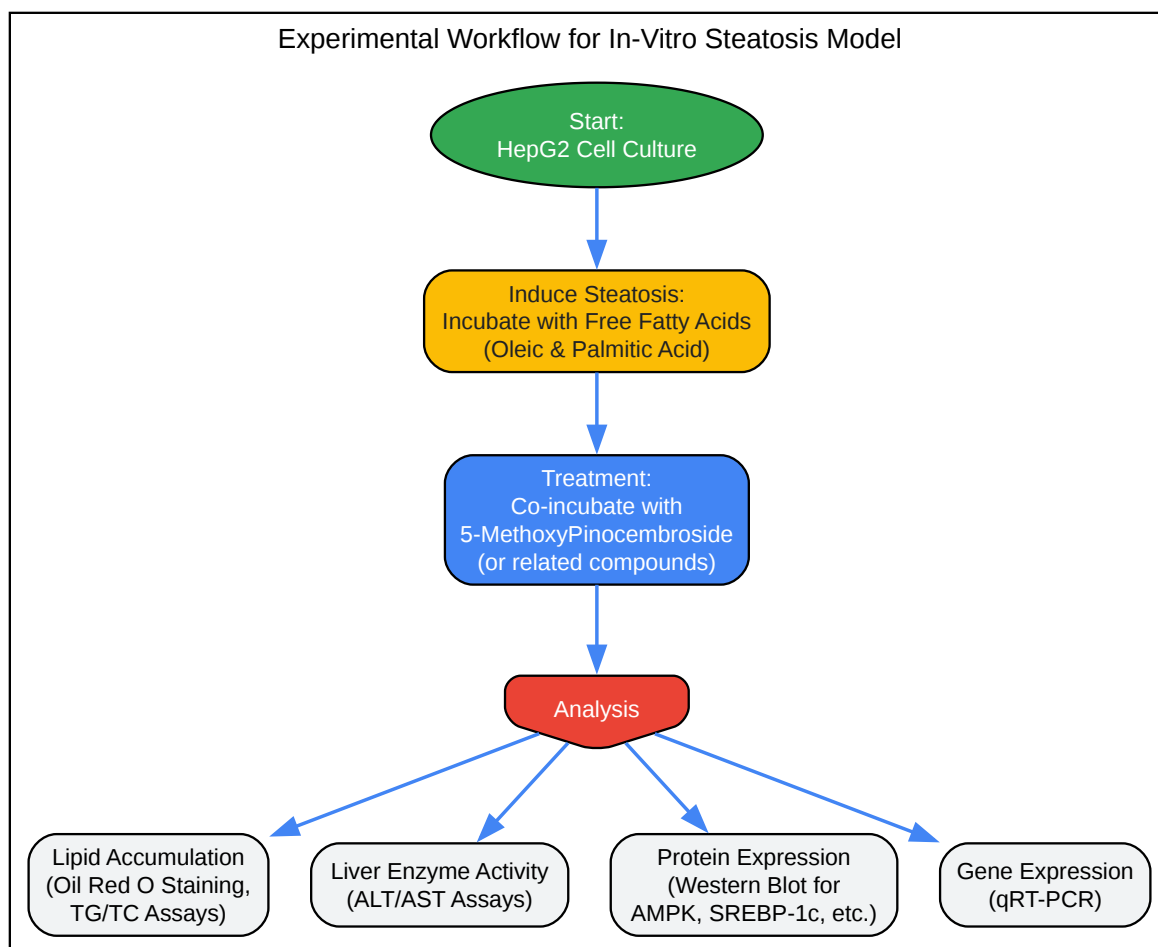 Experimental Workflow for In-Vitro Steatosis Model
Start:
HepG2 Cell Culture
Induce Steatosis:
Incubate with Free Fatty Acids
(Oleic & Palmitic Acid)
Treatment:
Co-incubate with
5-MethoxyPinocembroside
(or related compounds)
Analysis
Lipid Accumulation
(Oil Red O Staining,
TG/TC Assays)
Liver Enzyme Activity
(ALT/AST Assays)
Protein Expression
(Western Blot for
AMPK, SREBP-1c, etc.)
Gene Expression
(qRT-PCR)